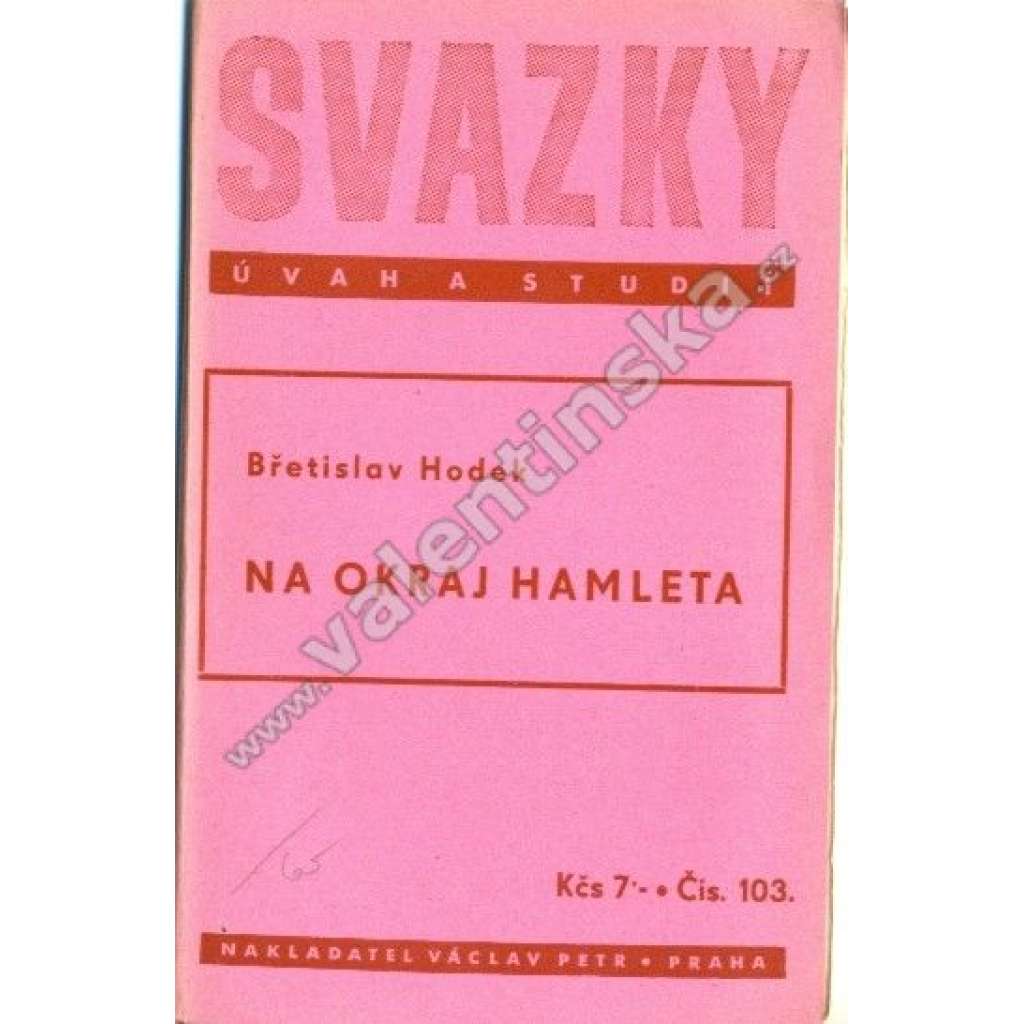 SVAZKY
ÚVAH A STUDIÍ
Břetislav Hodek
NA OKRAJ HAMLETA
www.valentinska.cz
65
Kčs 7·- • Čis. 103.
NAKLADATEL VÁCLAV PETR • PRAHA